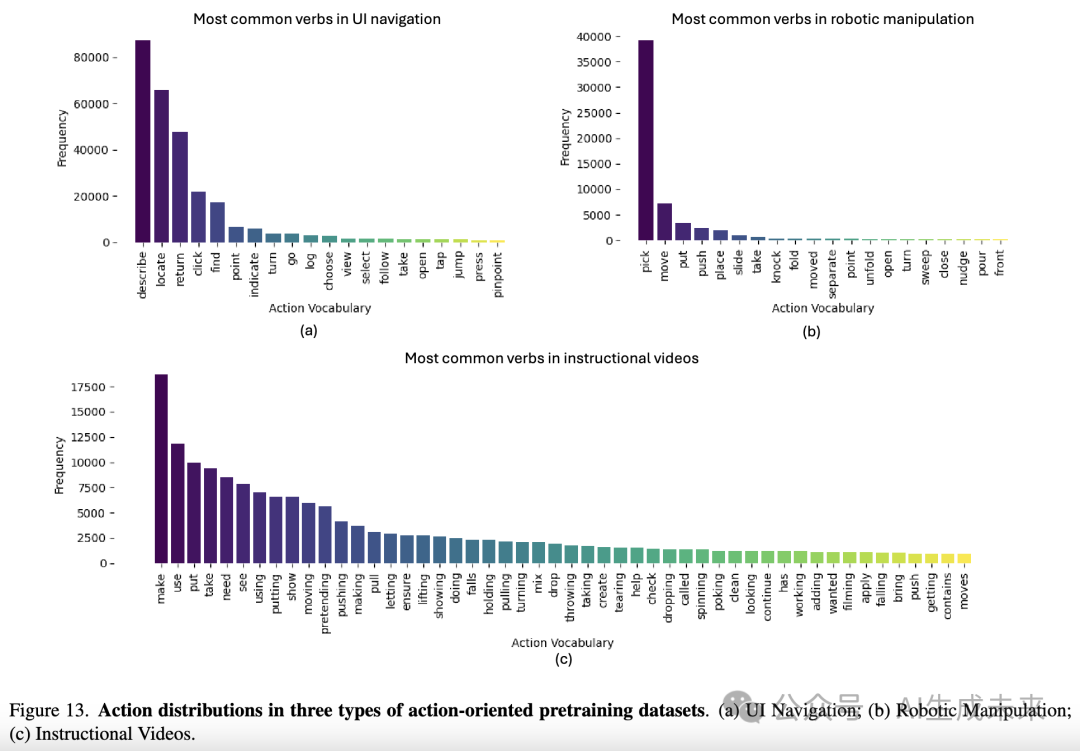 Most common verbs in UI navigation
Frequency
80000
60000
40000
20000
0
describe
locate
return
click
find
point
indicate
turn
go
log
choose
view
select
follow
take
open
tap
jump
press
pinpoint
Action Vocabulary
(a)
Most common verbs in robotic manipulation
Frequency
40000
35000
30000
25000
20000
15000
10000
5000
0
pick
move
put
push
place
slide
take
knock
fold
moved
separate
point
unfold
open
turn
sweep
close
nudge
pour
front
Action Vocabulary
(b)
Most common verbs in instructional videos
Frequency
17500
15000
12500
10000
7500
5000
2500
0
make
use
put
take
need
see
using
putting
show
moving
pretending
pushing
making
pull
letting
ensure
lifting
showing
doing
falls
holding
pulling
turning
mix
drop
throwing
taking
create
tearing
help
check
dropping
called
spinning
poking
clean
looking
continue
has
working
adding
wanted
filming
apply
falling
bring
push
getting
contains
moves
Action Vocabulary
(c)
Figure 13. Action distributions in three types of action-oriented pretraining datasets. (a) UI Navigation; (b) Robotic Manipulation;
(c) Instructional Videos.
公众号 · AI生成未来